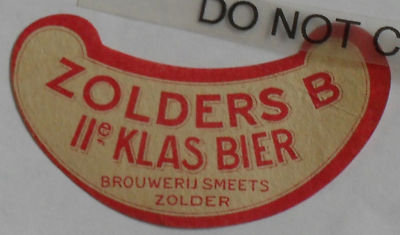 DO NOT C
ZOLDERS B
IIe KLAS BIER
BROUWERIJ SMEETS
ZOLDER